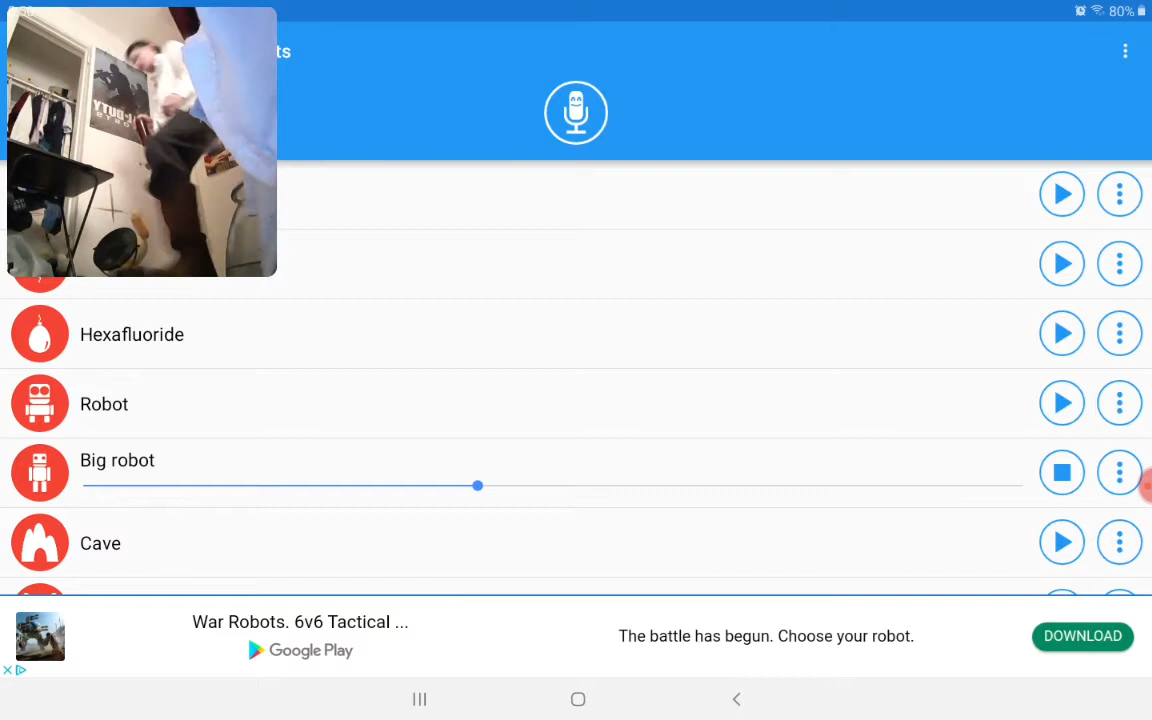 80%
ts
Hexafluoride
Robot
Big robot
Cave
War Robots. 6v6 Tactical ...
Google Play
The battle has begun. Choose your robot.
DOWNLOAD